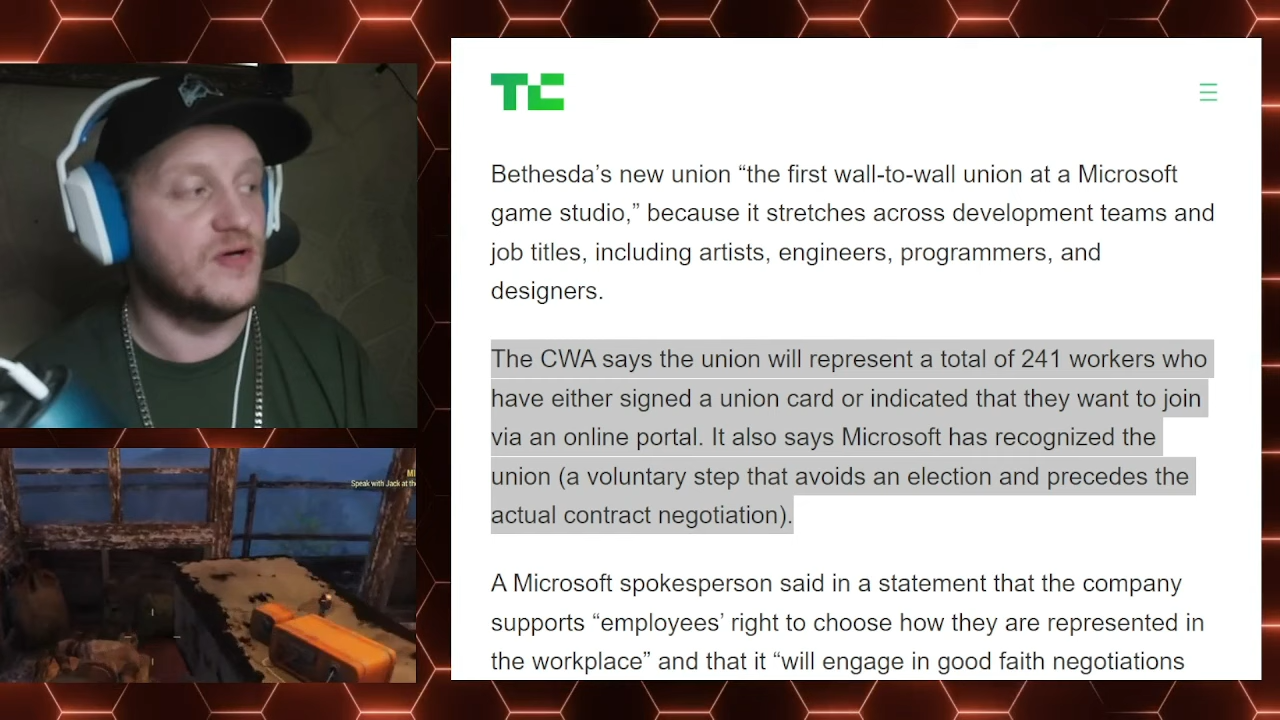 TC
Bethesda’s new union “the first wall-to-wall union at a Microsoft
game studio,” because it stretches across development teams and
job titles, including artists, engineers, programmers, and
designers.
The CWA says the union will represent a total of 241 workers who
have either signed a union card or indicated that they want to join
via an online portal. It also says Microsoft has recognized the
union (a voluntary step that avoids an election and precedes the
actual contract negotiation).
A Microsoft spokesperson said in a statement that the company
supports “employees’ right to choose how they are represented in
the workplace” and that it “will engage in good faith negotiations
Speak with Jack at